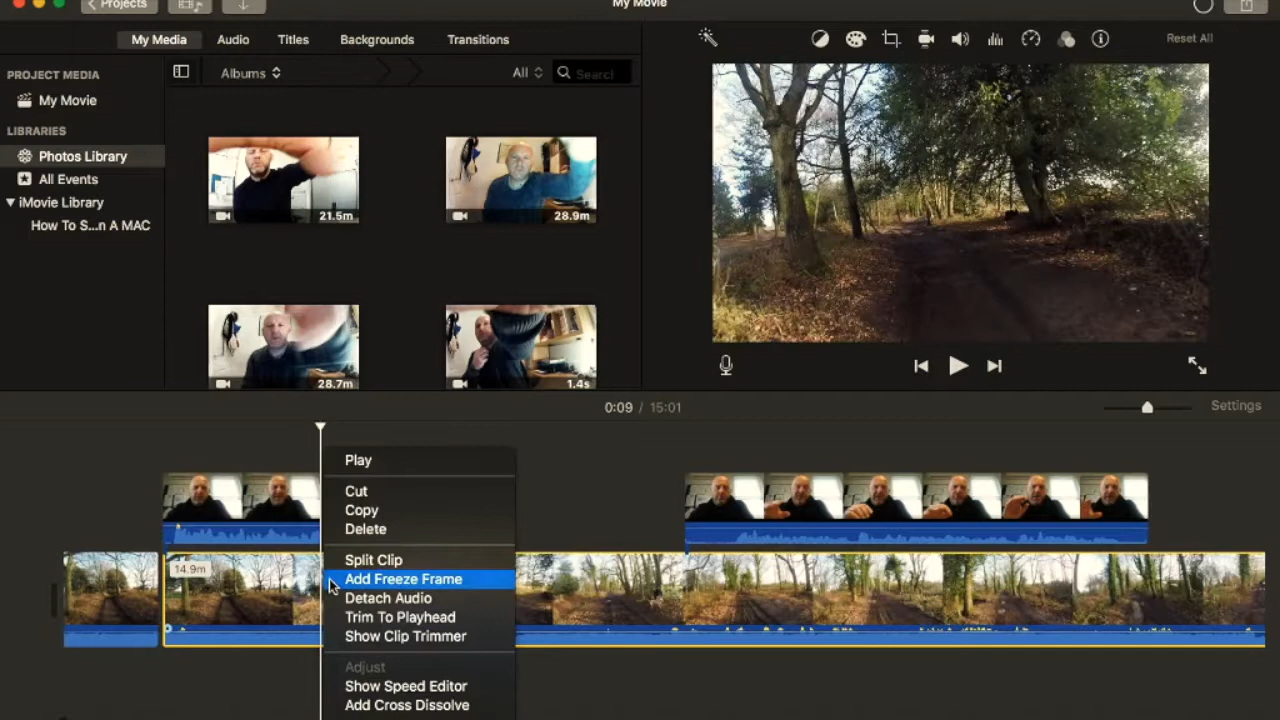 Projects
My Movie
My Media
Audio
Titles
Backgrounds
Transitions
Reset All
PROJECT MEDIA
My Movie
LIBRARIES
Photos Library
All Events
iMovie Library
How To S...n A MAC
Albums
All
Search
21.5m
28.9m
28.7m
1.4s
0:09 / 15:01
Settings
14.9m
Play
Cut
Copy
Delete
Split Clip
Add Freeze Frame
Detach Audio
Trim To Playhead
Show Clip Trimmer
Adjust
Show Speed Editor
Add Cross Dissolve